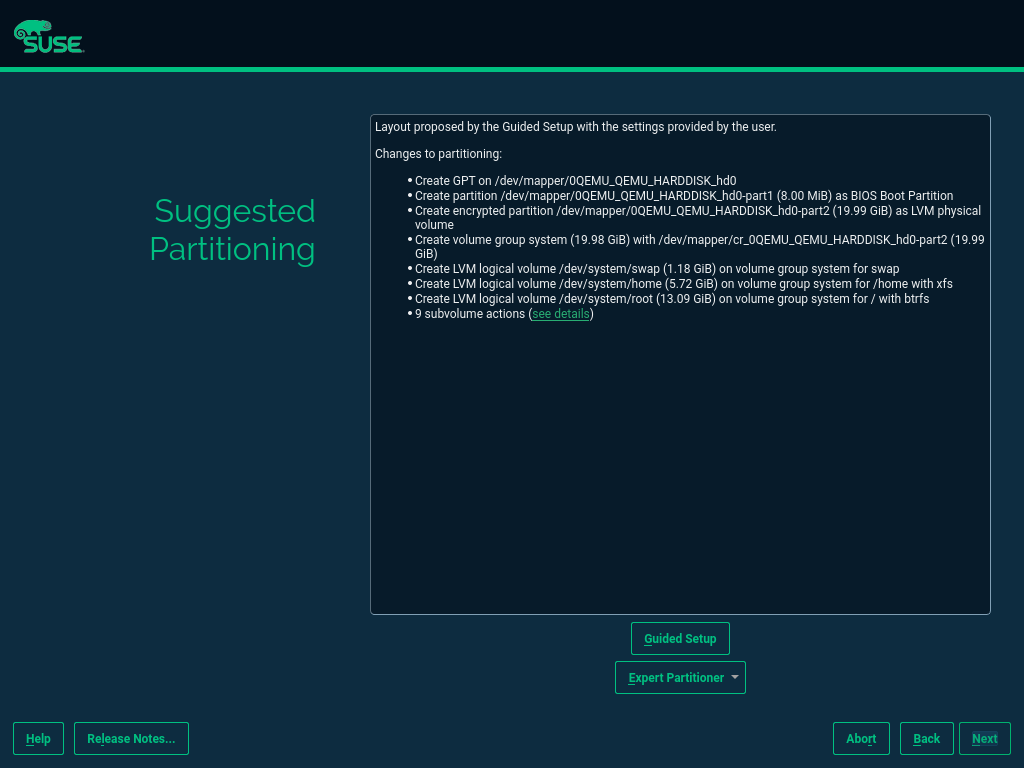 SUSE
Suggested
Partitioning
Layout proposed by the Guided Setup with the settings provided by the user.
Changes to partitioning:
• Create GPT on /dev/mapper/0QEMU_QEMU_HARDDISK_hd0
• Create partition /dev/mapper/0QEMU_QEMU_HARDDISK_hd0-part1 (8.00 MiB) as BIOS Boot Partition
• Create encrypted partition /dev/mapper/0QEMU_QEMU_HARDDISK_hd0-part2 (19.99 GiB) as LVM physical
volume
• Create volume group system (19.98 GiB) with /dev/mapper/cr_0QEMU_QEMU_HARDDISK_hd0-part2 (19.99
GiB)
• Create LVM logical volume /dev/system/swap (1.18 GiB) on volume group system for swap
• Create LVM logical volume /dev/system/home (5.72 GiB) on volume group system for /home with xfs
• Create LVM logical volume /dev/system/root (13.09 GiB) on volume group system for / with btrfs
• 9 subvolume actions (see details)
Guided Setup
Expert Partitioner
Help
Release Notes...
Abort
Back
Next